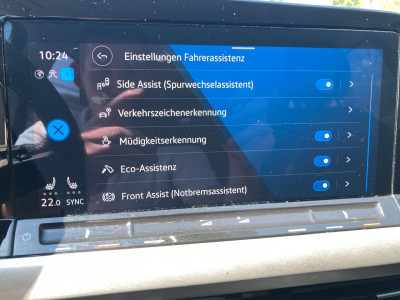 10:24
Einstellungen Fahrerassistenz
Side Assist (Spurwechselassistent)
Verkehrszeichenerkennung
Müdigkeitserkennung
Eco-Assistenz
Front Assist (Notbremsassistent)
22.0 SYNC